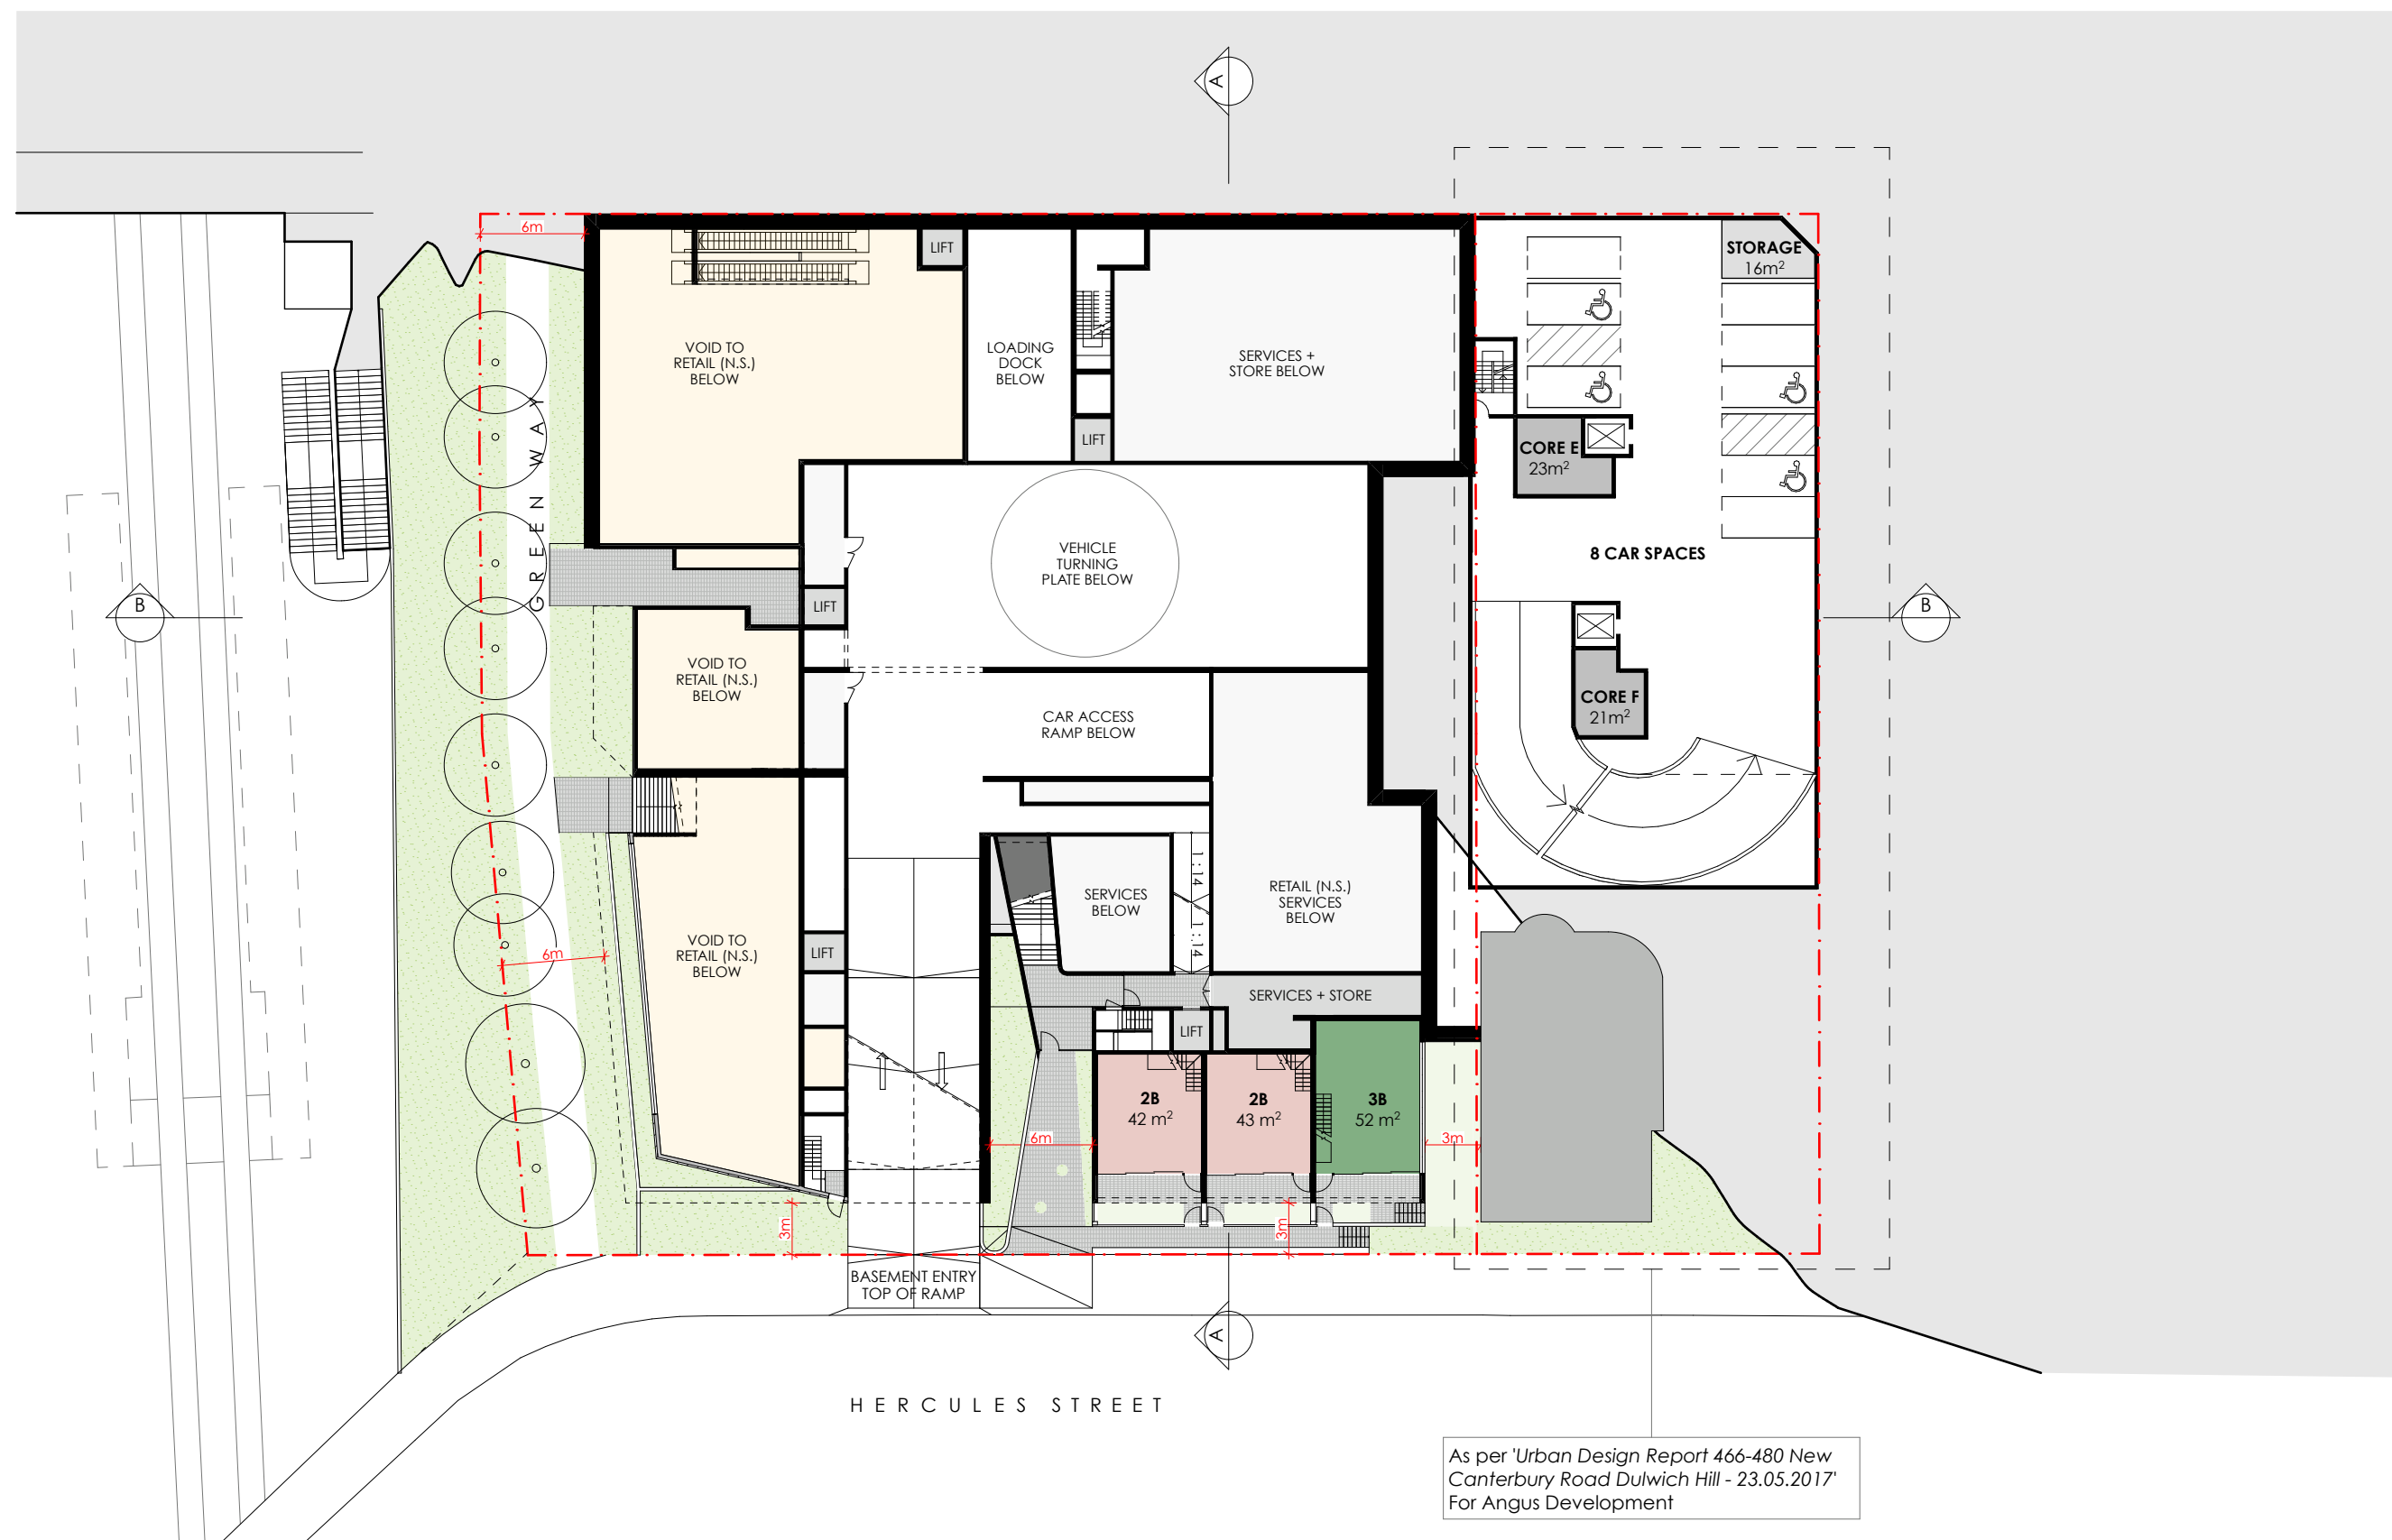 A
6m
LIFT
STORAGE
16m²
VOID TO
RETAIL (N.S.)
BELOW
LOADING
DOCK
BELOW
SERVICES +
STORE BELOW
LIFT
CORE E
23m²
GREEN WAY
VEHICLE
TURNING
PLATE BELOW
8 CAR SPACES
B
LIFT
B
VOID TO
RETAIL (N.S.)
BELOW
CAR ACCESS
RAMP BELOW
CORE F
21m²
1:14
SERVICES
BELOW
RETAIL (N.S.)
SERVICES
BELOW
1:14
VOID TO
RETAIL (N.S.)
BELOW
LIFT
6m
SERVICES + STORE
LIFT
2B
42 m²
2B
43 m²
3B
52 m²
6m
3m
3m
3m
BASEMENT ENTRY
TOP OF RAMP
A
HERCULES STREET
As per 'Urban Design Report 466-480 New
Canterbury Road Dulwich Hill - 23.05.2017'
For Angus Development